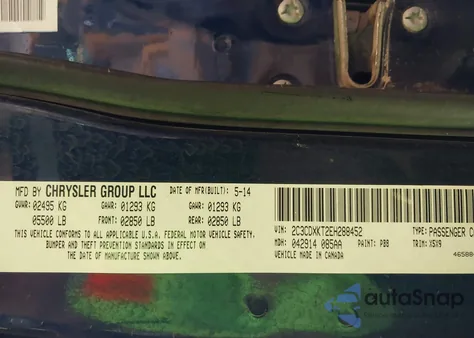 MFD BY CHRYSLER GROUP LLC DATE OF MFR(BUILT): 5-14
GVWR: 02495 KG GAWR: 01293 KG GAWR: 01293 KG
05500 LB FRONT: 02850 LB REAR: 02850 LB
THIS VEHICLE CONFORMS TO ALL APPLICABLE U.S.A. FEDERAL MOTOR VEHICLE SAFETY,
BUMPER AND THEFT PREVENTION STANDARDS IN EFFECT ON
THE DATE OF MANUFACTURE SHOWN ABOVE.
VIN: 2C3CDXKT2EH288452 TYPE: PASSENGER C
MDH: 042914 085AA PAINT: PBB TRIM: XSX9
MADE IN CANADA
autoSnap